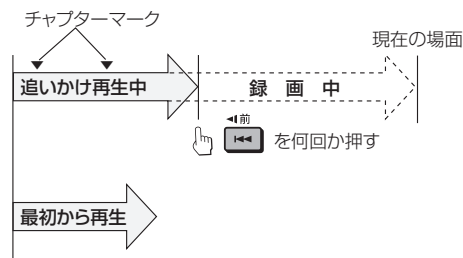 チャプターマーク
現在の場面
追いかけ再生中
録画中
前
を何回か押す
最初から再生